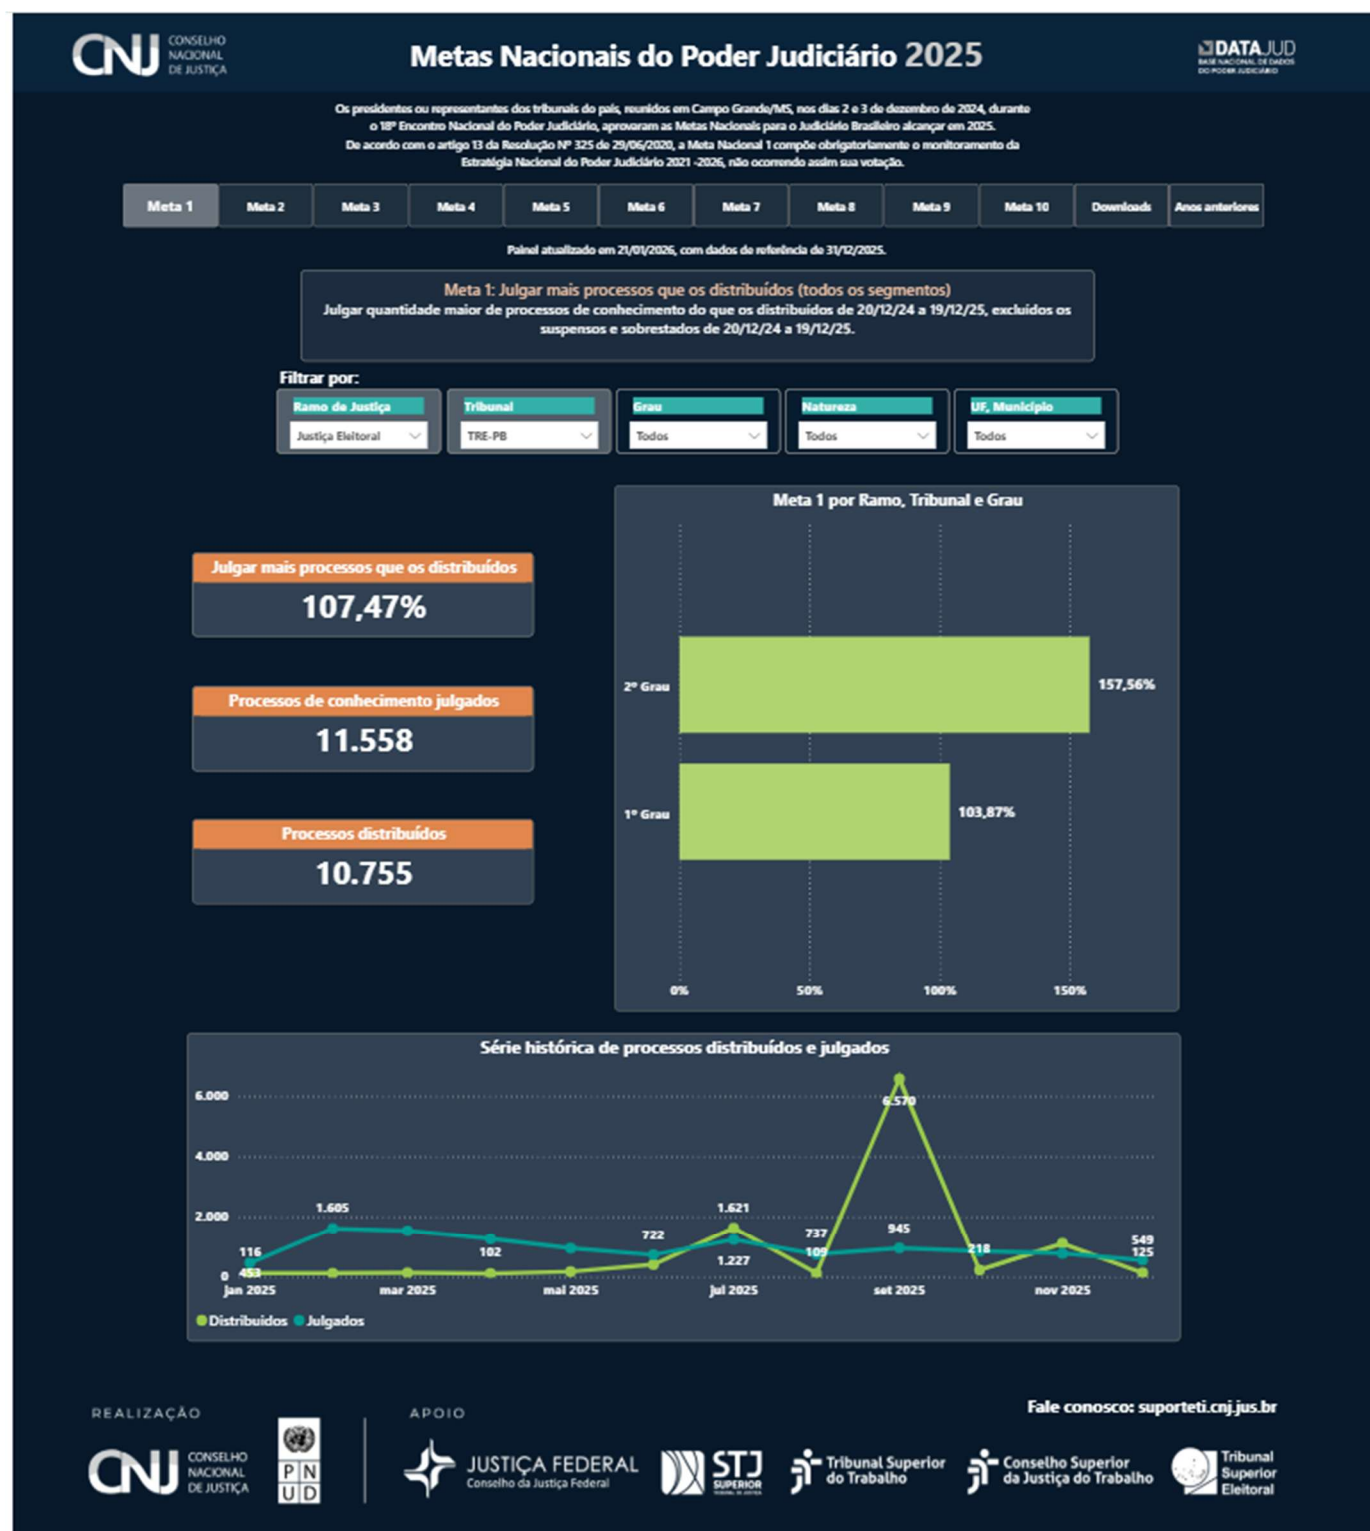 CNJ CONSELHO
NACIONAL
DE JUSTIÇA
Metas Nacionais do Poder Judiciário 2025
DATAJUD
BASE NACIONAL DE DADOS
DO PODER JUDICIÁRIO
Os presidentes ou representantes dos tribunais do país, reunidos em Campo Grande/MS, nos dias 2 e 3 de dezembro de 2024, durante
o 18º Encontro Nacional do Poder Judiciário, aprovaram as Metas Nacionais para o Judiciário Brasileiro alcançar em 2025.
De acordo com o artigo 13 da Resolução Nº 325 de 29/06/2020, a Meta Nacional 1 compõe obrigatoriamente o monitoramento da
Estratégia Nacional do Poder Judiciário 2021 -2026, não ocorrendo assim sua votação.
Meta 1 Meta 2 Meta 3 Meta 4 Meta 5 Meta 6 Meta 7 Meta 8 Meta 9 Meta 10 Downloads Anos anteriores
Painel atualizado em 21/01/2026, com dados de referência de 31/12/2025.
Meta 1: Julgar mais processos que os distribuídos (todos os segmentos)
Julgar quantidade maior de processos de conhecimento do que os distribuídos de 20/12/24 a 19/12/25, excluídos os
suspensos e sobrestados de 20/12/24 a 19/12/25.
Filtrar por:
Ramo de Justiça Tribunal Grau Natureza UF, Município
Justiça Eleitoral TRE-PB Todos Todos Todos
Julgar mais processos que os distribuídos
107,47%
Processos de conhecimento julgados
11.558
Processos distribuídos
10.755
Meta 1 por Ramo, Tribunal e Grau
2º Grau 157,56%
1º Grau 103,87%
0% 50% 100% 150%
Série histórica de processos distribuídos e julgados
6.000
4.000
2.000
0
116 453 1.605 102 722 1.621 1.227 737 109 6.570 945 218 549 125
jan 2025 mar 2025 mai 2025 jul 2025 set 2025 nov 2025
Distribuidos Julgados
Fale conosco: suporteti.cnj.jus.br
REALIZAÇÃO
CNJ CONSELHO
NACIONAL
DE JUSTIÇA
PN
UD
APOIO
JUSTIÇA FEDERAL
Conselho da Justiça Federal
STJ
SUPERIOR
Tribunal Superior
do Trabalho
Conselho Superior
da Justiça do Trabalho
Tribunal
Superior
Eleitoral